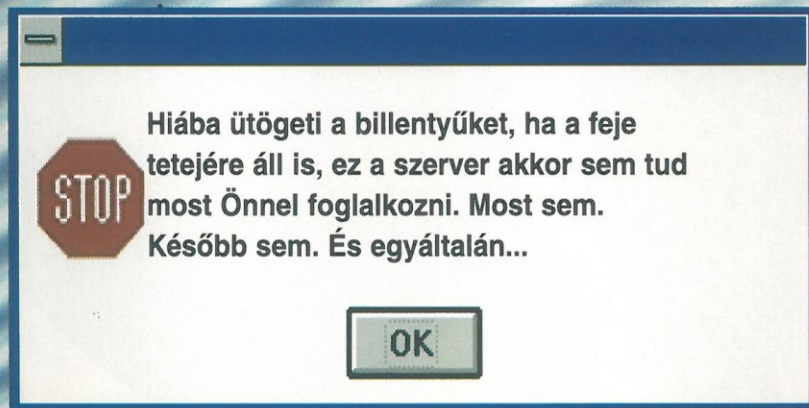 Hiába ütögeti a billentyűket, ha a feje
tetejére áll is, ez a szerver akkor sem tud
STOP
most Önnel foglalkozni. Most sem.
Később sem. És egyáltalán...
OK